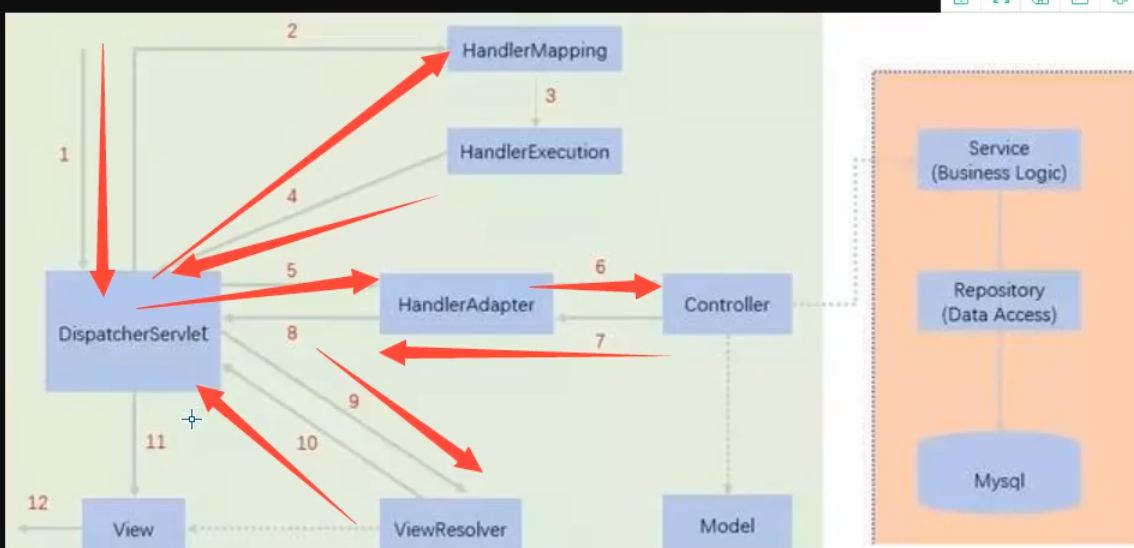 2
HandlerMapping
3
1
HandlerExecution
Service
(Business Logic)
4
5
6
HandlerAdapter
Controller
Repository
(Data Access)
DispatcherServlet
8
7
9
10
11
Mysql
12
View
ViewResolver
Model